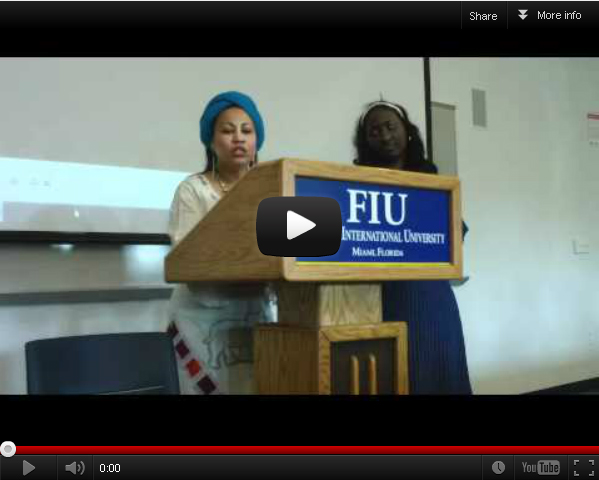 Share
More info
FIU
INTERNATIONAL UNIVERSITY
MIAMI, FLORIDA
0:00
YouTube